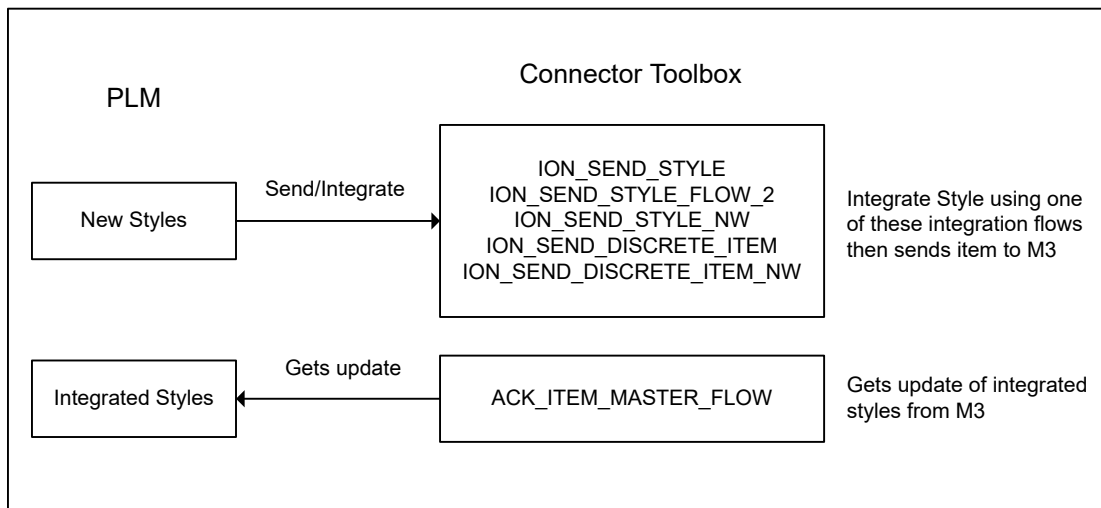 PLM
Connector Toolbox
New Styles
Send/Integrate
ION_SEND_STYLE
ION_SEND_STYLE_FLOW_2
ION_SEND_STYLE_NW
ION_SEND_DISCRETE_ITEM
ION_SEND_DISCRETE_ITEM_NW
Integrate Style using one
of these integration flows
then sends item to M3
Integrated Styles
Gets update
ACK_ITEM_MASTER_FLOW
Gets update of integrated
styles from M3